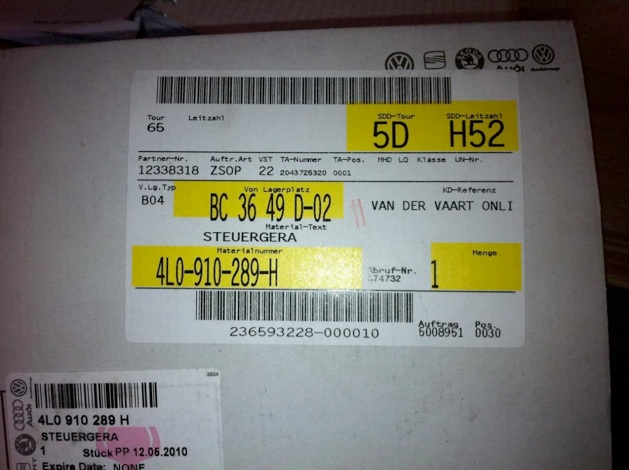 Tour Leitzahl SDD-Tour SDD-Leitzahl
65 5D H52
Partner-Nr. Auftr.Art VST TA-Nummer TA-Pos. MHD LQ Klasse UN-Nr.
12338318 ZSOP 22 2043726320 0001
V.Lg.Typ Von Lagerplatz KD-Referenz
B04 BC 36 49 D-02 VAN DER VAART ONLI
Material-Text
STEUERGERA
Materialnummer Menge
4L0-910-289-H Abruf-Nr. 1
236593228-000010
Auftrag Pos.
5008951 0030
Audi
4L0 910 289 H
STEUERGERA
1 Stück PP 12.05.2010
Expire Date: NONE